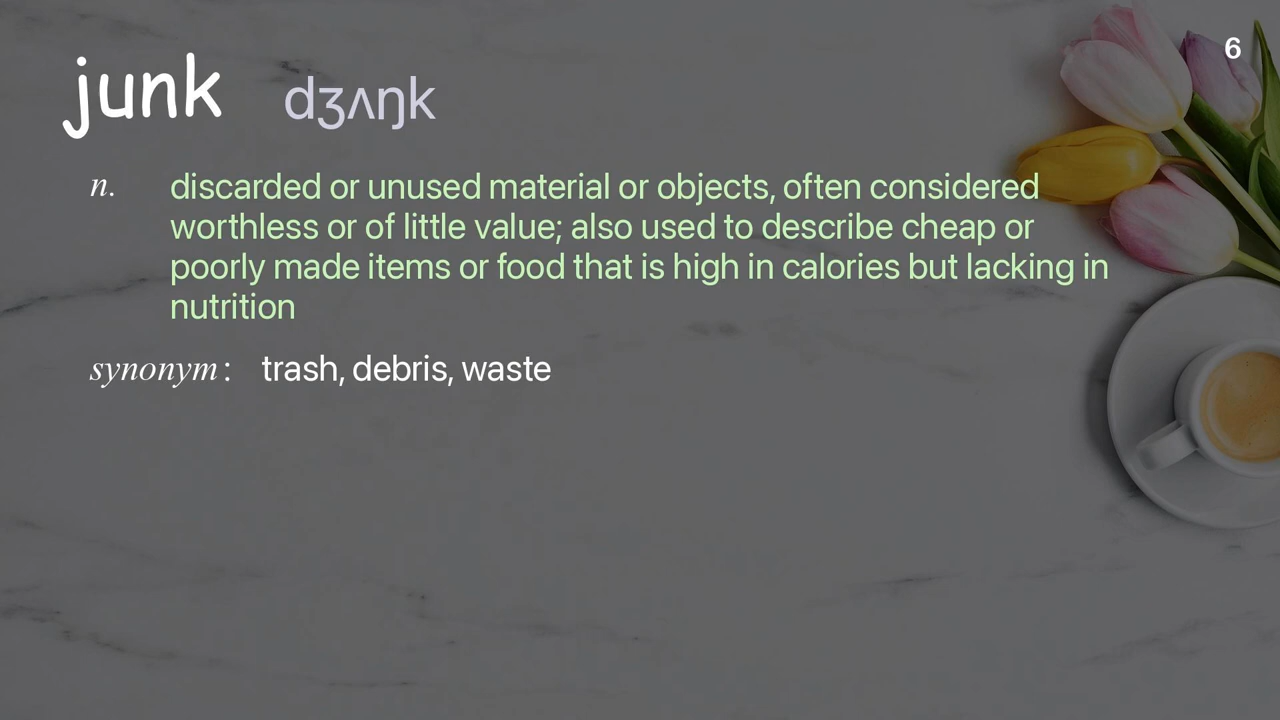 6
junk dʒʌŋk
n. discarded or unused material or objects, often considered
worthless or of little value; also used to describe cheap or
poorly made items or food that is high in calories but lacking in
nutrition
synonym : trash, debris, waste